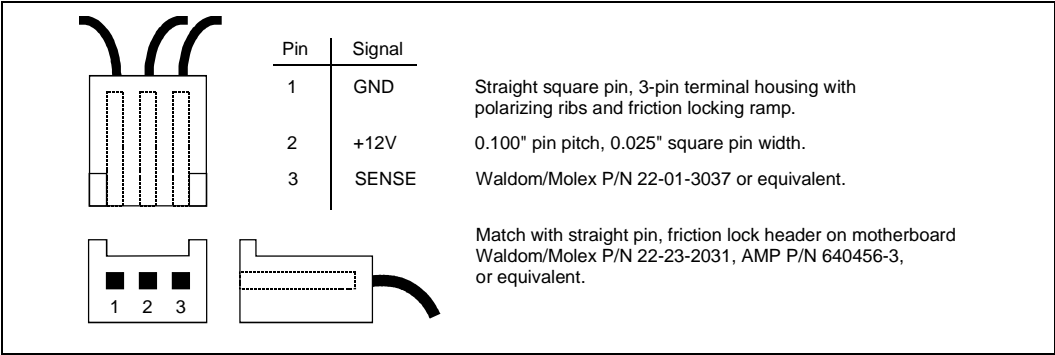 Pin Signal
1 GND Straight square pin, 3-pin terminal housing with
polarizing ribs and friction locking ramp.
2 +12V 0.100" pin pitch, 0.025" square pin width.
3 SENSE Waldom/Molex P/N 22-01-3037 or equivalent.
Match with straight pin, friction lock header on motherboard
Waldom/Molex P/N 22-23-2031, AMP P/N 640456-3,
or equivalent.
1 2 3